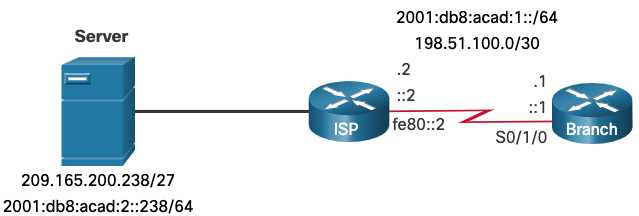 2001:db8:acad:1::/64
198.51.100.0/30
Server
.2
::2
fe80::2
.1
::1
ISP
S0/1/0
Branch
209.165.200.238/27
2001:db8:acad:2::238/64